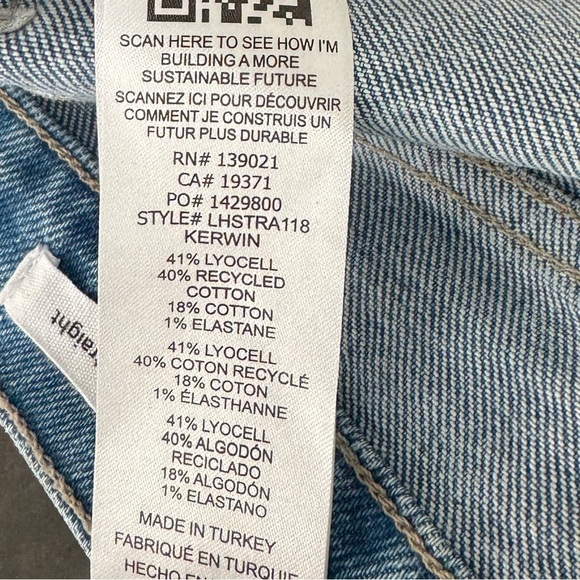 SCAN HERE TO SEE HOW I'M
BUILDING A MORE
SUSTAINABLE FUTURE
SCANNEZ ICI POUR DÉCOUVRIR
COMMENT JE CONSTRUIS UN
FUTUR PLUS DURABLE
RN# 139021
CA# 19371
PO# 1429800
STYLE# LHSTRA118
KERWIN
41% LYOCELL
40% RECYCLED
COTTON
18% COTTON
1% ELASTANE
41% LYOCELL
40% COTON RECYCLÉ
18% COTON
1% ÉLASTHANNE
41% LYOCELL
40% ALGODÓN
RECICLADO
18% ALGODÓN
1% ELASTANO
MADE IN TURKEY
FABRIQUÉ EN TURQUIE
HECHO EN
raight